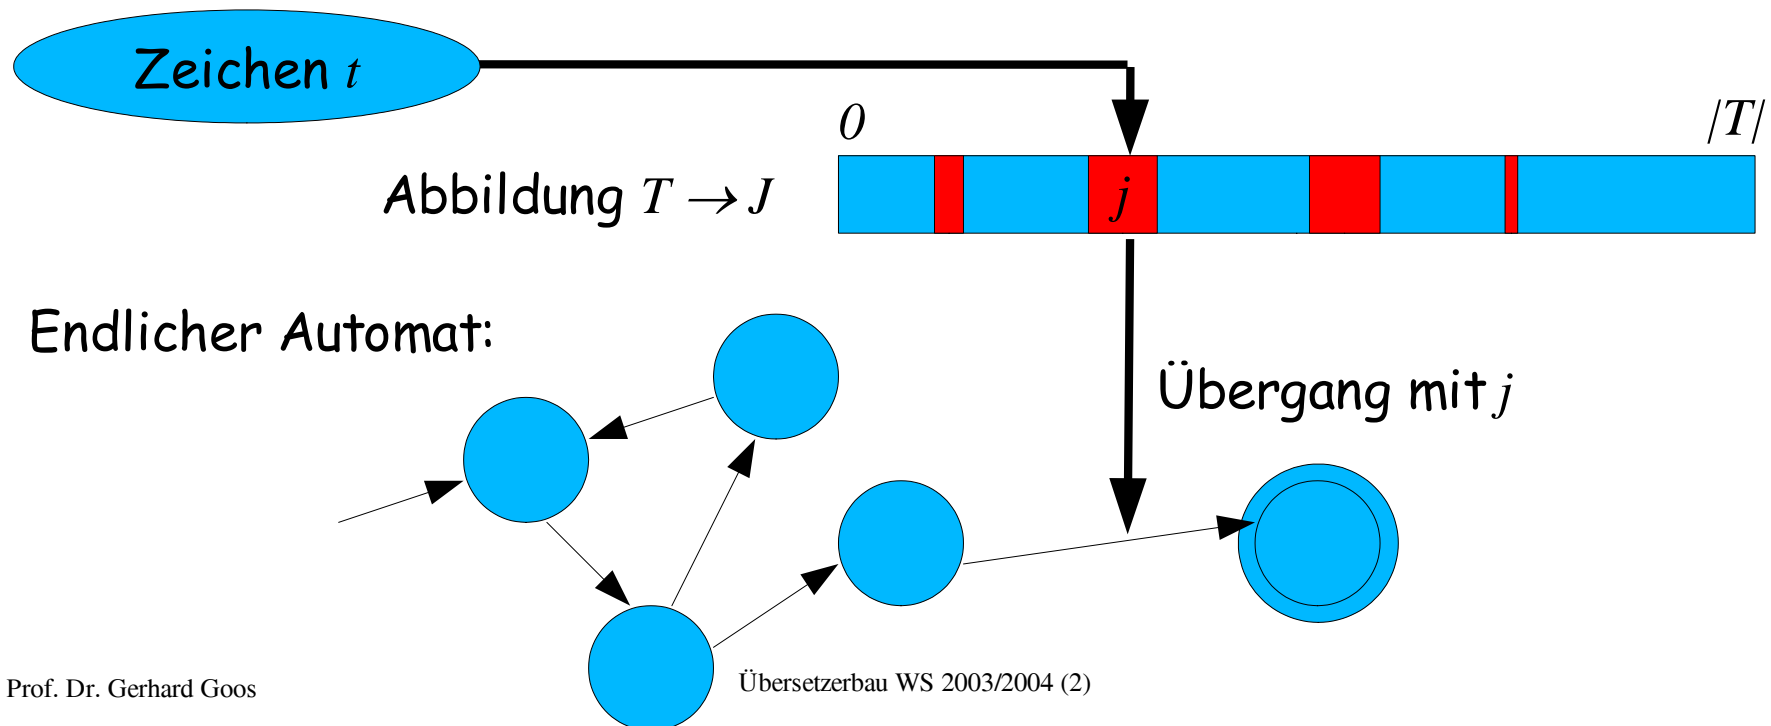 Zeichen t
0
|T|
Abbildung T → J
j
Endlicher Automat:
Übergang mit j
Prof. Dr. Gerhard Goos
Übersetzerbau WS 2003/2004 (2)